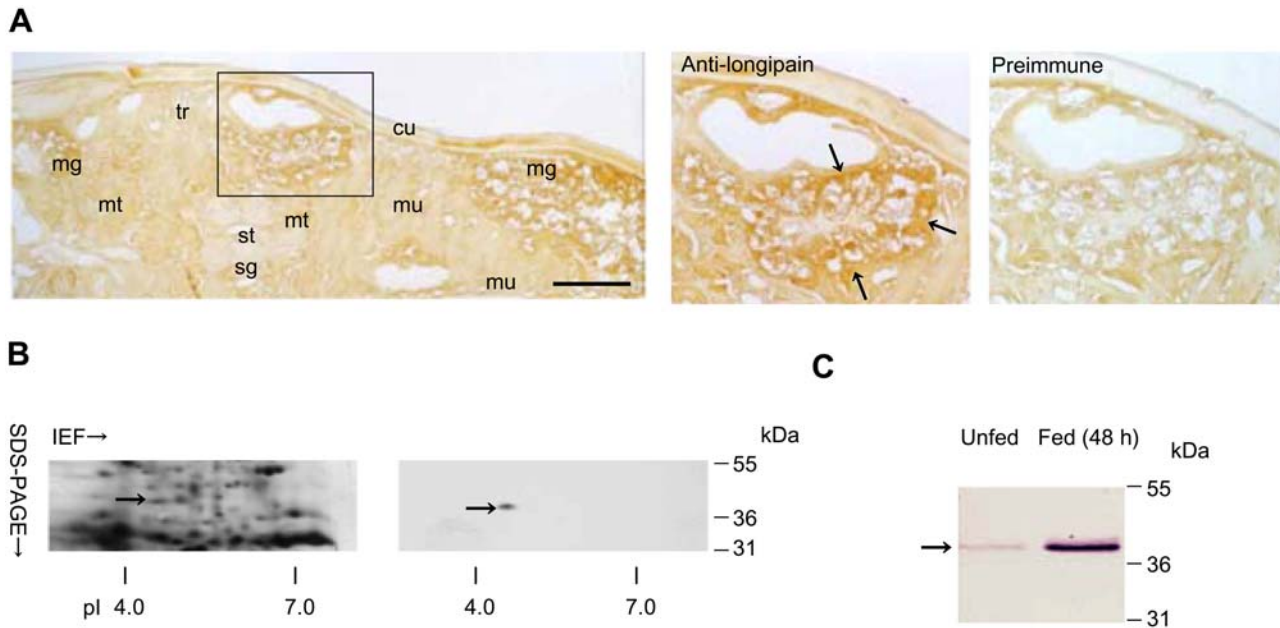 A
Anti-longipain
Preimmune
tr
cu
mg
mg
mt
mt
mu
st
sg
mu
B
C
SDS-PAGE→
IEF→
kDa
55
36
31
pI 4.0 7.0
4.0 7.0
Unfed Fed (48 h)
kDa
55
36
31